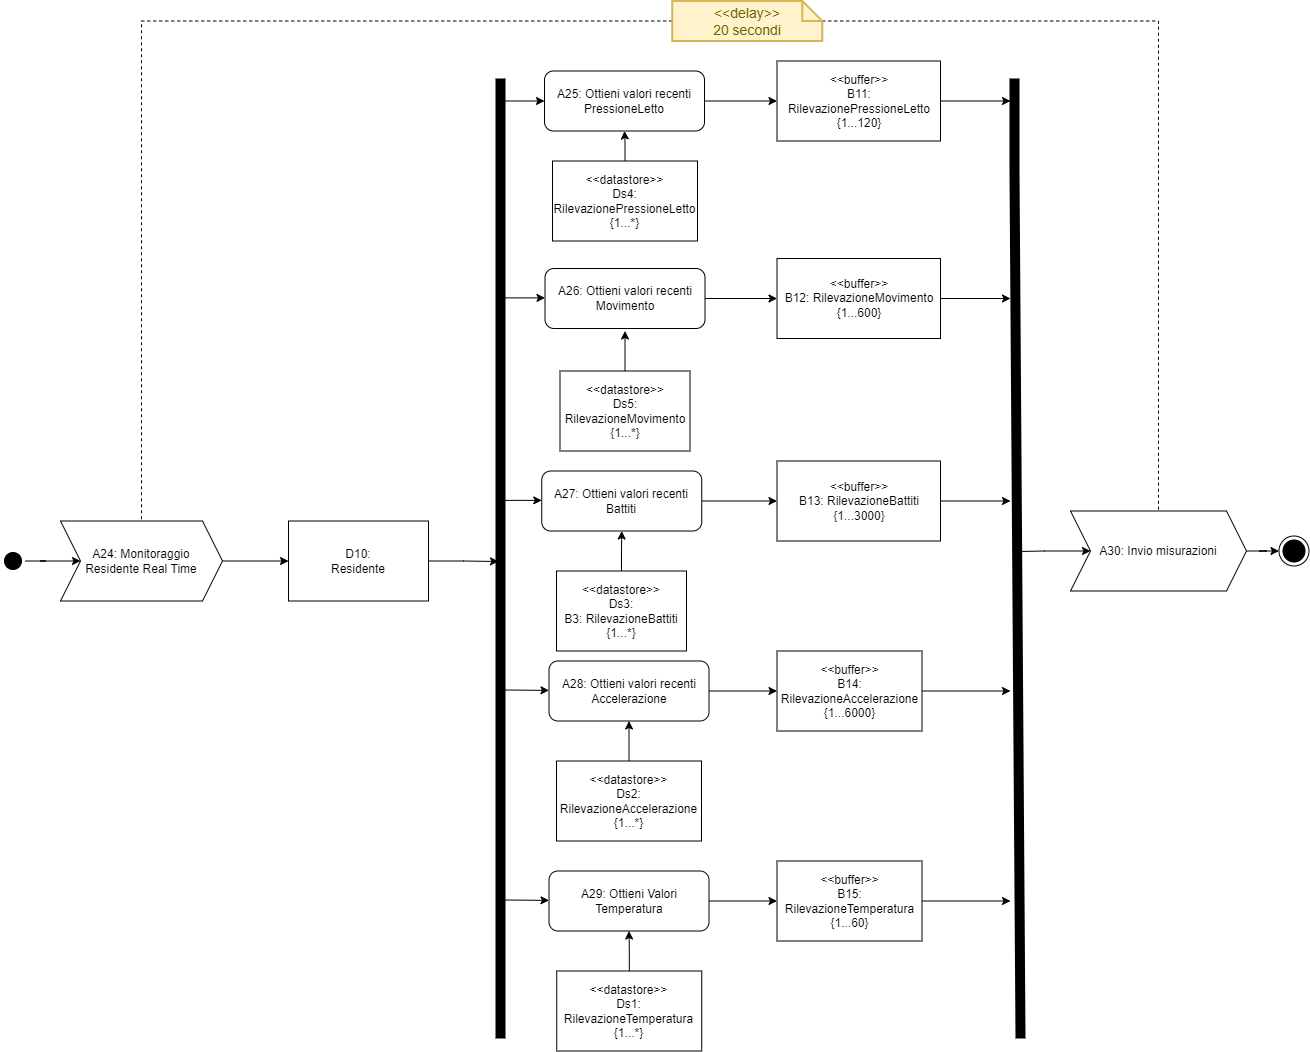 <<delay>>
20 secondi
A25: Ottieni valori recenti
PressioneLetto
<<buffer>>
B11:
RilevazionePressioneLetto
{1...120}
<<datastore>>
Ds4:
RilevazionePressioneLetto
{1...*}
A26: Ottieni valori recenti
Movimento
<<buffer>>
B12: RilevazioneMovimento
{1...600}
<<datastore>>
Ds5:
RilevazioneMovimento
{1...*}
A27: Ottieni valori recenti
Battiti
<<buffer>>
B13: RilevazioneBattiti
{1...3000}
A24: Monitoraggio
Residente Real Time
D10:
Residente
A30: Invio misurazioni
<<datastore>>
Ds3:
B3: RilevazioneBattiti
{1...*}
A28: Ottieni valori recenti
Accelerazione
<<buffer>>
B14:
RilevazioneAccelerazione
{1...6000}
<<datastore>>
Ds2:
RilevazioneAccelerazione
{1...*}
A29: Ottieni Valori
Temperatura
<<buffer>>
B15:
RilevazioneTemperatura
{1...60}
<<datastore>>
Ds1:
RilevazioneTemperatura
{1...*}